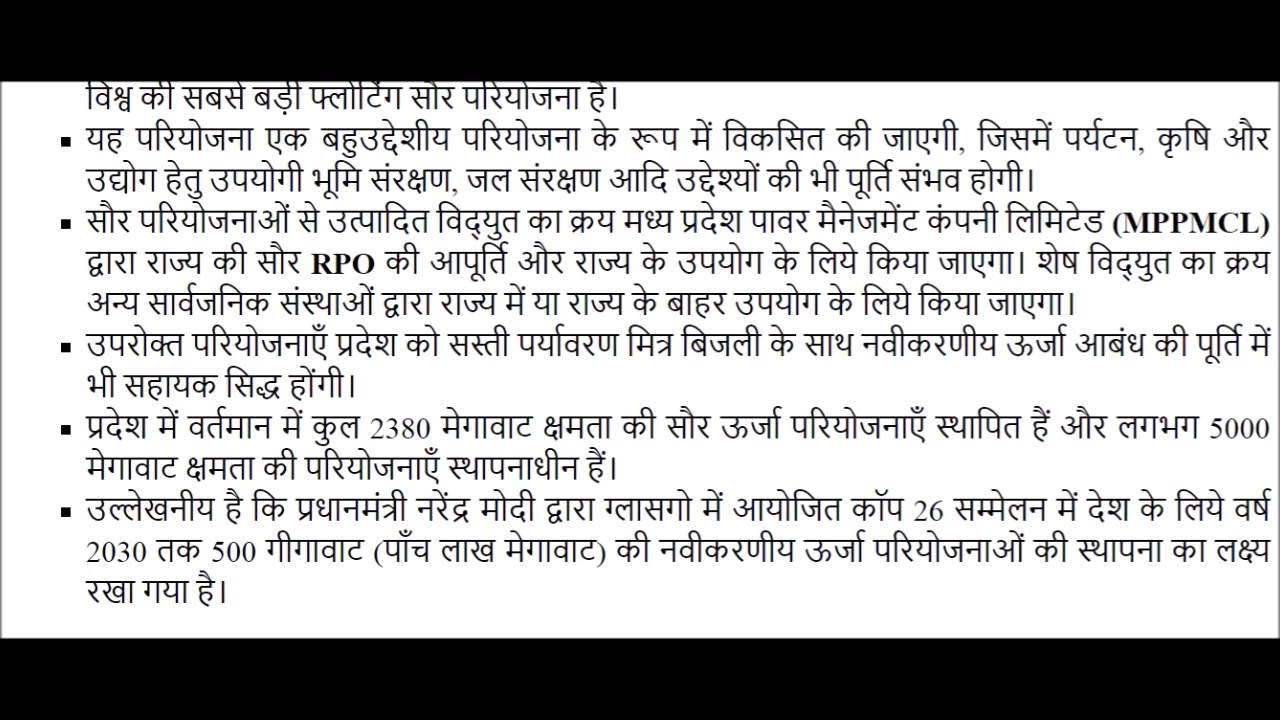 विश्व की सबसे बड़ी फ्लोटिंग सौर परियोजना है।
▪ यह परियोजना एक बहुउद्देशीय परियोजना के रूप में विकसित की जाएगी, जिसमें पर्यटन, कृषि और
उद्योग हेतु उपयोगी भूमि संरक्षण, जल संरक्षण आदि उद्देश्यों की भी पूर्ति संभव होगी।
▪ सौर परियोजनाओं से उत्पादित विद्युत का क्रय मध्य प्रदेश पावर मैनेजमेंट कंपनी लिमिटेड (MPPMCL)
द्वारा राज्य की सौर RPO की आपूर्ति और राज्य के उपयोग के लिये किया जाएगा। शेष विद्युत का क्रय
अन्य सार्वजनिक संस्थाओं द्वारा राज्य में या राज्य के बाहर उपयोग के लिये किया जाएगा।
▪ उपरोक्त परियोजनाएँ प्रदेश को सस्ती पर्यावरण मित्र बिजली के साथ नवीकरणीय ऊर्जा आबंध की पूर्ति में
भी सहायक सिद्ध होंगी।
▪ प्रदेश में वर्तमान में कुल 2380 मेगावाट क्षमता की सौर ऊर्जा परियोजनाएँ स्थापित हैं और लगभग 5000
मेगावाट क्षमता की परियोजनाएँ स्थापनाधीन हैं।
▪ उल्लेखनीय है कि प्रधानमंत्री नरेंद्र मोदी द्वारा ग्लासगो में आयोजित कॉप 26 सम्मेलन में देश के लिये वर्ष
2030 तक 500 गीगावाट (पाँच लाख मेगावाट) की नवीकरणीय ऊर्जा परियोजनाओं की स्थापना का लक्ष्य
रखा गया है।